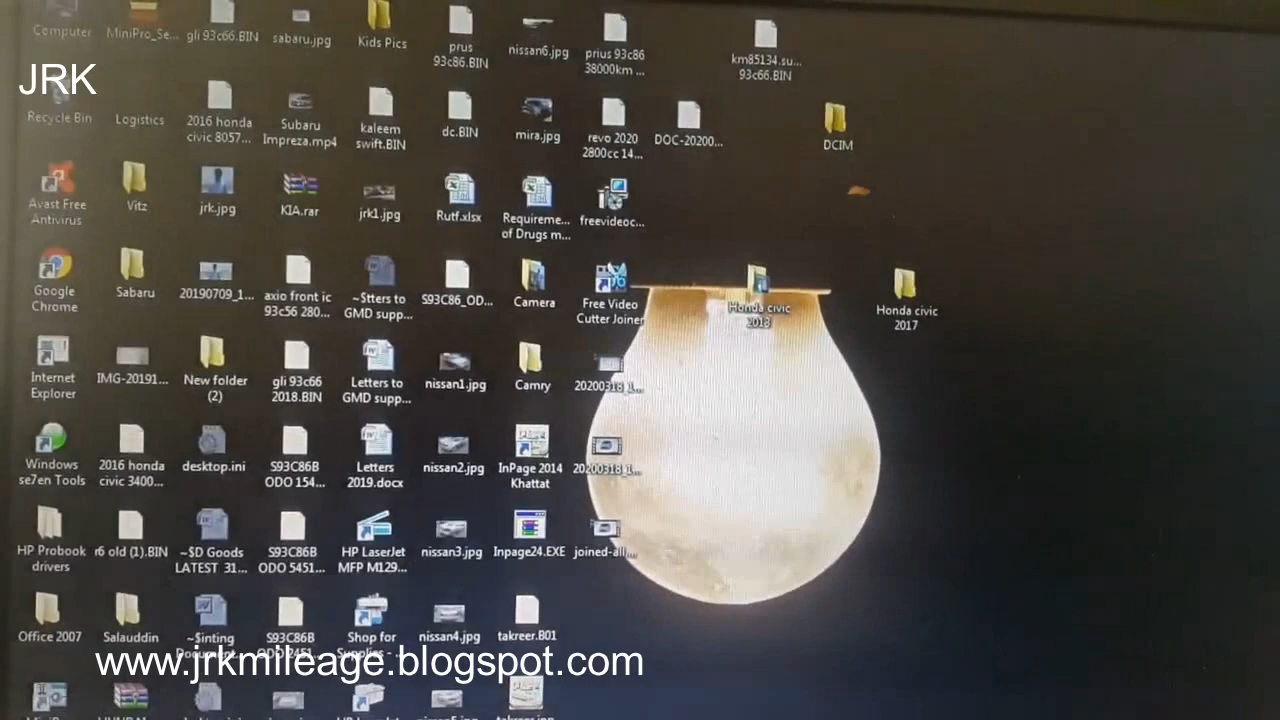 Computer
MiniPro_Se...
gli 93c66.BIN
sabaru.jpg
Kids Pics
prus
93c86.BIN
nissan6.jpg
prius 93c86
38000km ...
km85134.su...
93c66.BIN
JRK
Recycle Bin
Logistics
2016 honda
civic 8057...
Subaru
Impreza.mp4
kaleem
swift.BIN
dc.BIN
mira.jpg
revo 2020
2800cc 14...
DOC-20200...
DCIM
Avast Free
Antivirus
Vitz
jrk.jpg
KIA.rar
jrk1.jpg
Rutf.xlsx
Requireme...
of Drugs m...
freevideoc...
Google
Chrome
Sabaru
20190709_1...
axio front ic
93c56 280...
~$tters to
GMD supp...
S93C86_OD...
Camera
Free Video
Cutter Joiner
Honda civic
2018
Honda civic
2017
Internet
Explorer
IMG-20191...
New folder
(2)
gli 93c66
2018.BIN
Letters to
GMD supp...
nissan1.jpg
Camry
20200318_1...
Windows
se7en Tools
2016 honda
civic 3400...
desktop.ini
S93C86B
ODO 154...
Letters
2019.docx
nissan2.jpg
InPage 2014
Khattat
20200318_1...
HP Probook
drivers
r6 old (1).BIN
~$D Goods
LATEST 31...
S93C86B
ODO 5451...
HP LaserJet
MFP M129...
nissan3.jpg
Inpage24.EXE
joined-all...
Office 2007
Salauddin
~$inting
Document...
S93C86B
ODO 2451...
Shop for
Supplies - ...
nissan4.jpg
takreer.B01
www.jrkmileage.blogspot.com